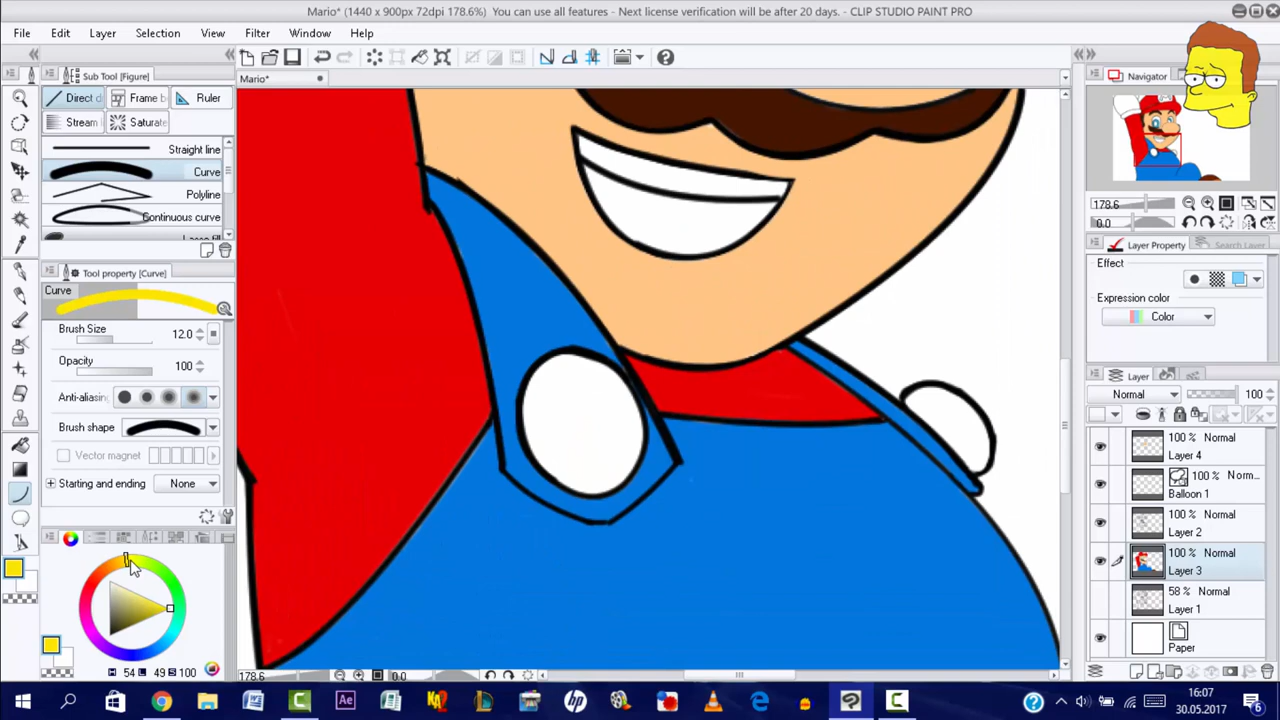 Mario* (1440 x 900px 72dpi 178.6%) You can use all features - Next license verification will be after 20 days. - CLIP STUDIO PAINT PRO
File Edit Layer Selection View Filter Window Help
Sub Tool [Figure]
Direct d Frame b Ruler
Stream Saturate
Straight line
Curve
Polyline
Continuous curve
Tool property [Curve]
Curve
Brush Size 12.0
Opacity 100
Anti-aliasing
Brush shape
Vector magnet
Starting and ending None
54 49 100
Mario*
178.6 0.0
Navigator
178.6
0.0
Layer Property Search Layer
Effect
Expression color
Color
Layer
Normal 100
100 % Normal
Layer 4
100 % Norm...
Balloon 1
100 % Normal
Layer 2
100 % Normal
Layer 3
58 % Normal
Layer 1
Paper
16:07
30.05.2017
6